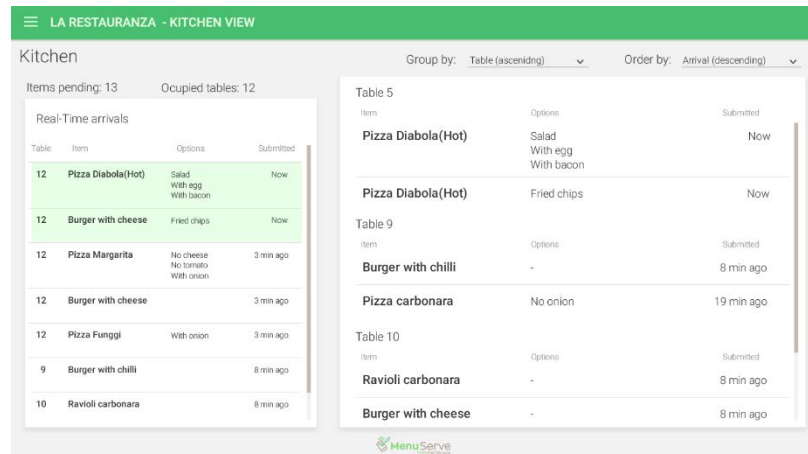 LA RESTAURANZA - KITCHEN VIEW
Kitchen
Group by: Table (ascenidng)
Order by: Arrival (descending)
Items pending: 13
Ocupied tables: 12
Real-Time arrivals
Table Item Options Submitted
12 Pizza Diabola(Hot) Salad Now
With egg
With bacon
12 Burger with cheese Fried chips Now
12 Pizza Margarita No cheese 3 min ago
No tomato
With onion
12 Burger with cheese 3 min ago
12 Pizza Funggi With onion 3 min ago
9 Burger with chilli 8 min ago
10 Ravioli carbonara 8 min ago
Table 5
Item Options Submitted
Pizza Diabola(Hot) Salad Now
With egg
With bacon
Pizza Diabola(Hot) Fried chips Now
Table 9
Item Options Submitted
Burger with chilli - 8 min ago
Pizza carbonara No onion 19 min ago
Table 10
Item Options Submitted
Ravioli carbonara - 8 min ago
Burger with cheese - 8 min ago
MenuServe